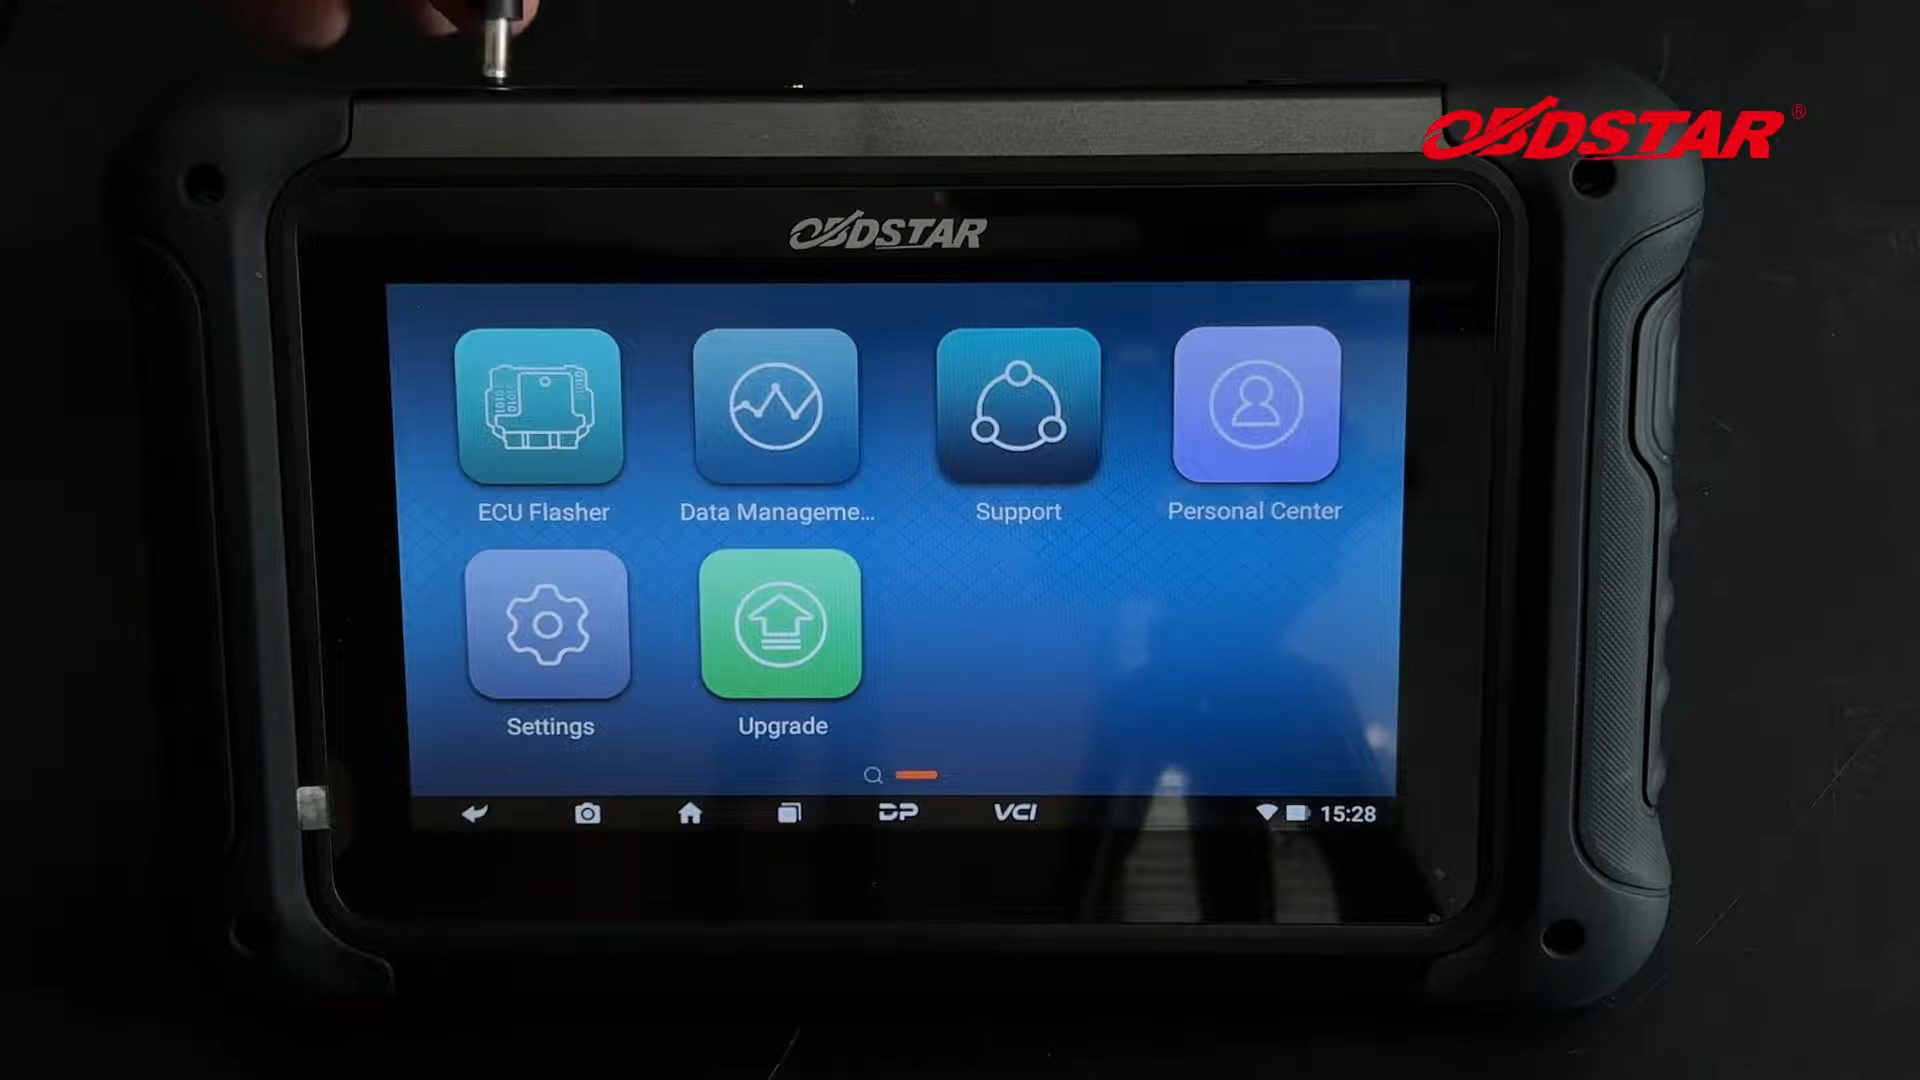 OBDSTAR®
OBDSTAR
ECU Flasher
Data Manageme...
Support
Personal Center
Settings
Upgrade
DP
VCI
15:28